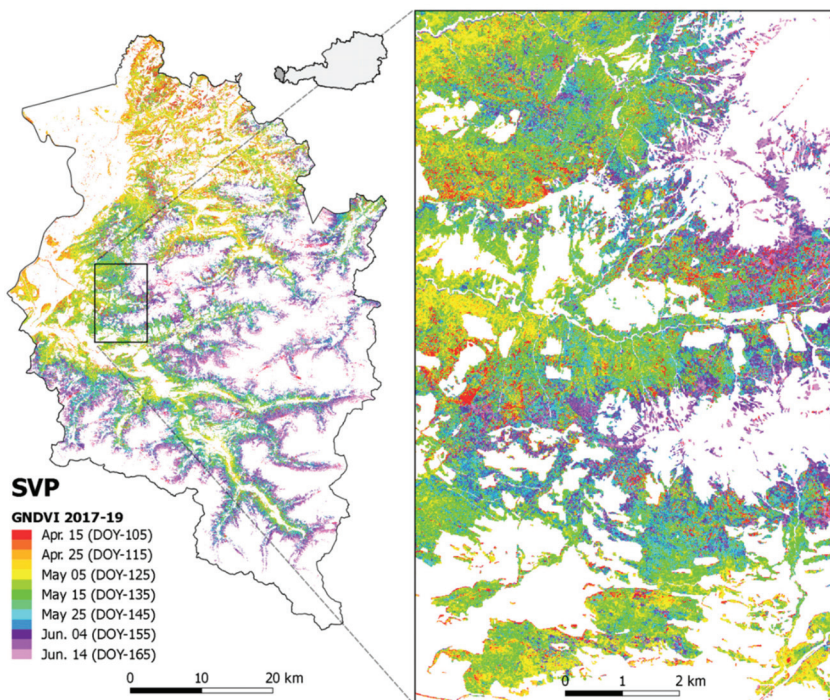 SVP
GNDVI 2017-19
Apr. 15 (DOY-105)
Apr. 25 (DOY-115)
May 05 (DOY-125)
May 15 (DOY-135)
May 25 (DOY-145)
Jun. 04 (DOY-155)
Jun. 14 (DOY-165)
0 10 20 km
0 1 2 km